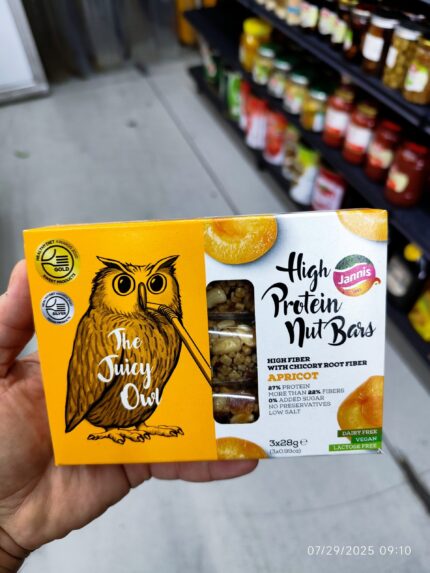 GOLD
SILVER
The
Juicy
Owl
High
Protein
Nut Bars
Jannis
HIGH FIBER
WITH CHICORY ROOT FIBER
APRICOT
27% PROTEIN
MORE THAN 22% FIBERS
0% ADDED SUGAR
NO PRESERVATIVES
LOW SALT
3x28g℮
(3x0.99oz)
DAIRY FREE
VEGAN
LACTOSE FREE
07/29/2025 09:10